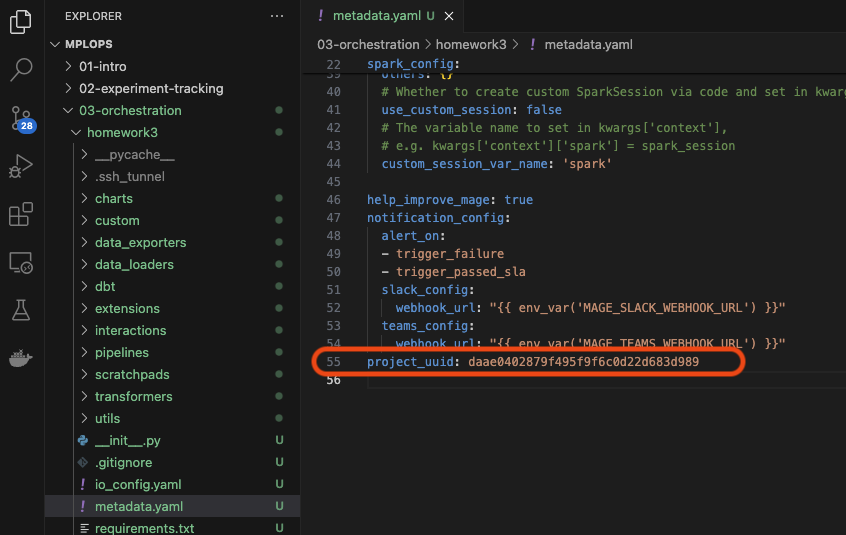 EXPLORER
MPLOPS
01-intro
02-experiment-tracking
03-orchestration
homework3
__pycache__
.ssh_tunnel
charts
custom
data_exporters
data_loaders
dbt
extensions
interactions
pipelines
scratchpads
transformers
utils
__init__.py U
.gitignore U
! io_config.yaml U
! metadata.yaml U
requirements.txt U
28
! metadata.yaml U ×
03-orchestration > homework3 > ! metadata.yaml
22 spark_config:
39 others: {}
40 # Whether to create custom SparkSession via code and set in kwarg
41 use_custom_session: false
42 # The variable name to set in kwargs['context'],
43 # e.g. kwargs['context']['spark'] = spark_session
44 custom_session_var_name: 'spark'
45
46 help_improve_mage: true
47 notification_config:
48 alert_on:
49 - trigger_failure
50 - trigger_passed_sla
51 slack_config:
52 webhook_url: "{{ env_var('MAGE_SLACK_WEBHOOK_URL') }}"
53 teams_config:
54 webhook_url: "{{ env_var('MAGE_TEAMS_WEBHOOK_URL') }}"
55 project_uuid: daae0402879f495f9f6c0d22d683d989
56